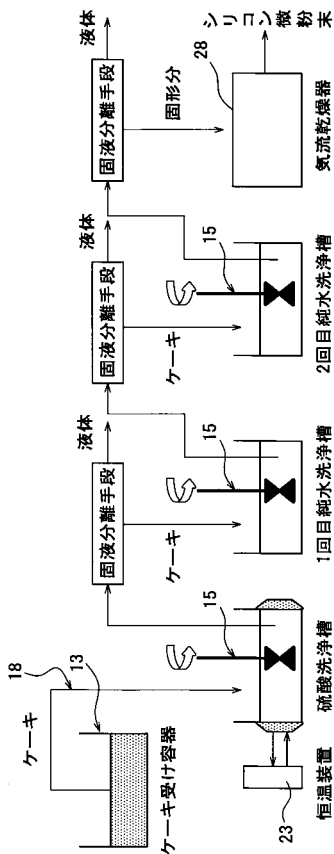 ケーキ
18
13
ケーキ受け容器
23
恒温装置
15
硫酸洗浄槽
固液分離手段
液体
ケーキ
15
1回目純水洗浄槽
固液分離手段
液体
ケーキ
15
2回目純水洗浄槽
固液分離手段
液体
固形分
28
気流乾燥器
シリコン微粉末